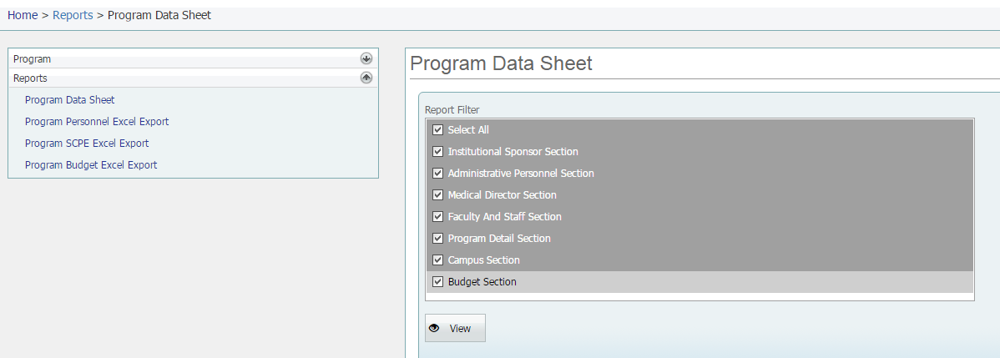 Home > Reports > Program Data Sheet
Program
Reports
Program Data Sheet
Program Personnel Excel Export
Program SCPE Excel Export
Program Budget Excel Export
Program Data Sheet
Report Filter
Select All
Institutional Sponsor Section
Administrative Personnel Section
Medical Director Section
Faculty And Staff Section
Program Detail Section
Campus Section
Budget Section
View